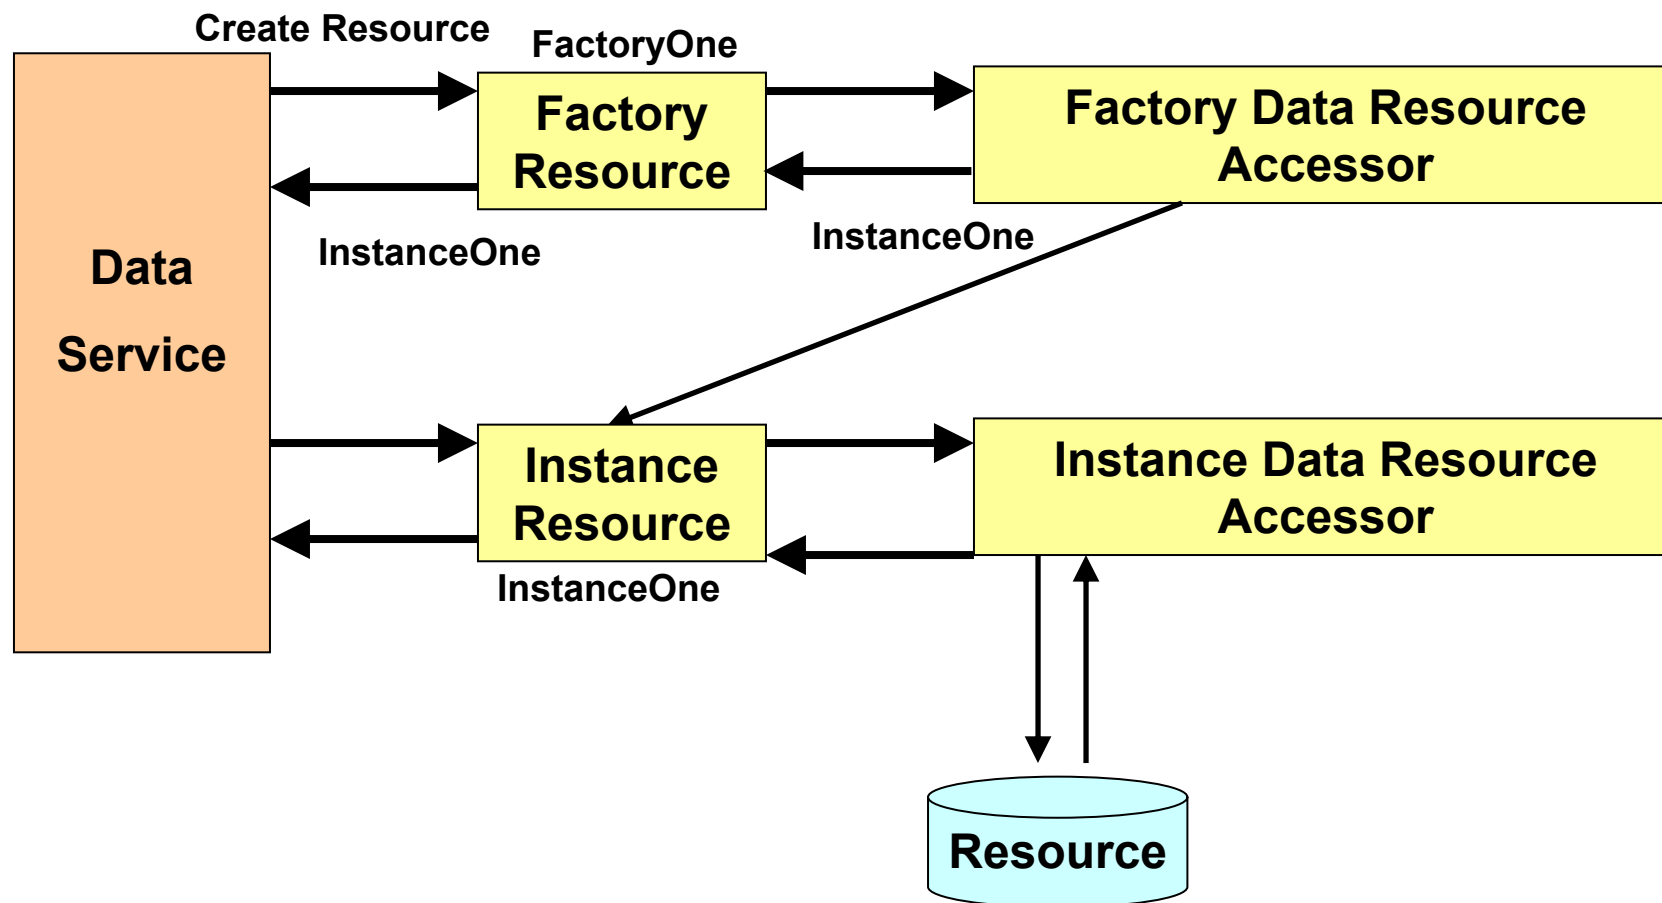 Create Resource
FactoryOne
Factory
Resource
Factory Data Resource
Accessor
InstanceOne
InstanceOne
Data
Service
Instance
Resource
Instance Data Resource
Accessor
InstanceOne
Resource